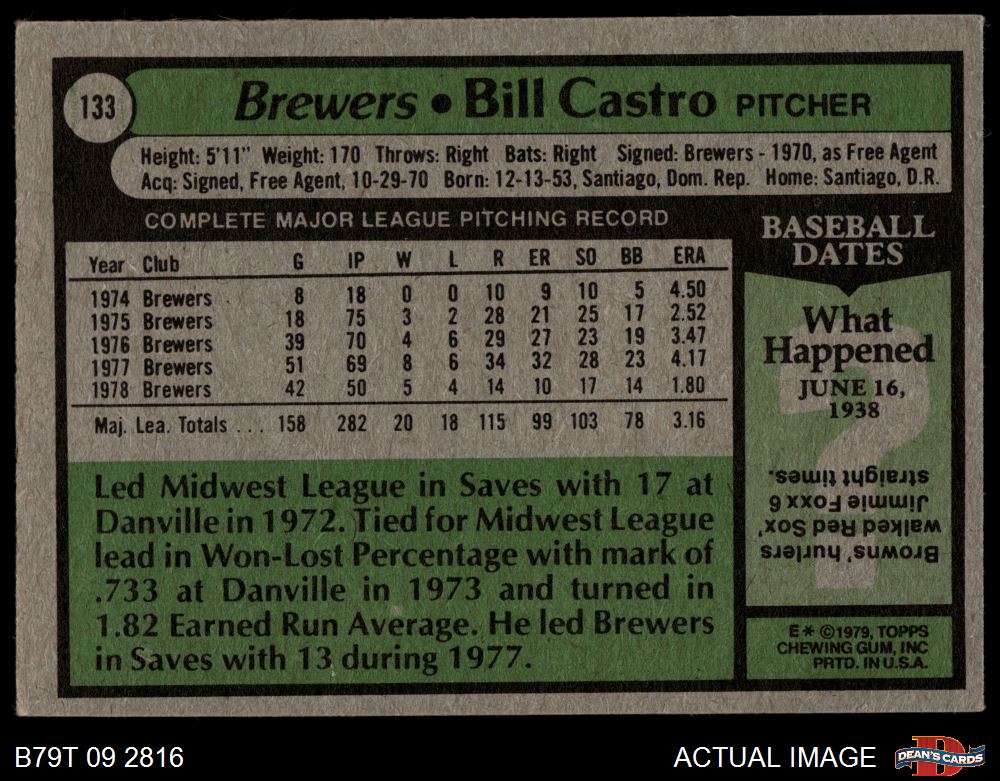 133
Brewers • Bill Castro PITCHER
Height: 5'11" Weight: 170 Throws: Right Bats: Right Signed: Brewers - 1970, as Free Agent
Acq: Signed, Free Agent, 10-29-70 Born: 12-13-53, Santiago, Dom. Rep. Home: Santiago, D.R.
COMPLETE MAJOR LEAGUE PITCHING RECORD
Year Club G IP W L R ER SO BB ERA
1974 Brewers 8 18 0 0 10 9 10 5 4.50
1975 Brewers 18 75 3 2 28 21 25 17 2.52
1976 Brewers 39 70 4 6 29 27 23 19 3.47
1977 Brewers 51 69 8 6 34 32 28 23 4.17
1978 Brewers 42 50 5 4 14 10 17 14 1.80
Maj. Lea. Totals . . . 158 282 20 18 115 99 103 78 3.16
Led Midwest League in Saves with 17 at
Danville in 1972. Tied for Midwest League
lead in Won-Lost Percentage with mark of
.733 at Danville in 1973 and turned in
1.82 Earned Run Average. He led Brewers
in Saves with 13 during 1977.
BASEBALL
DATES
What
Happened
JUNE 16,
1938
?
Browns' hurlers
walked Red Sox'
Jimmie Foxx 6
straight times.
E* ©1979, TOPPS
CHEWING GUM, INC
PRTD. IN U.S.A.
B79T 09 2816
ACTUAL IMAGE
D
DEAN'S CARDS